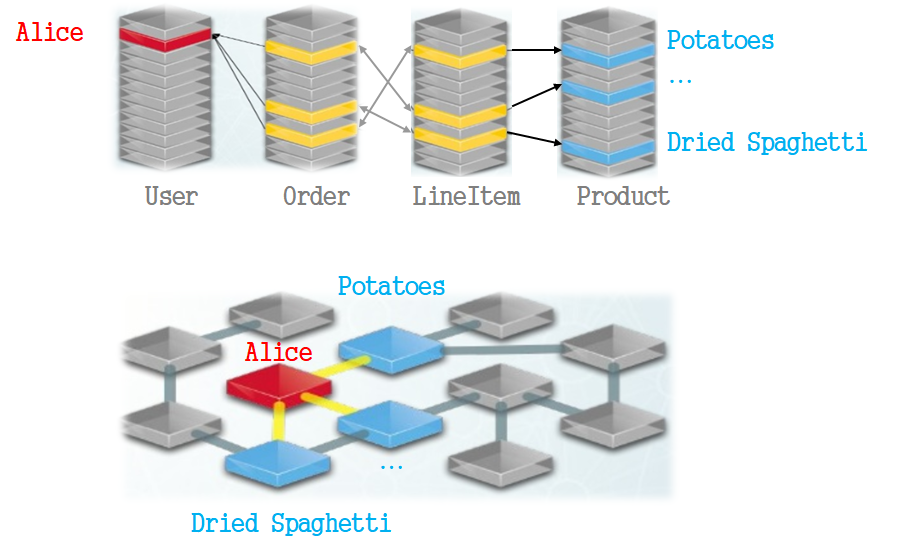 Alice
Potatoes
...
Dried Spaghetti
User
Order
LineItem
Product
Potatoes
Alice
...
Dried Spaghetti